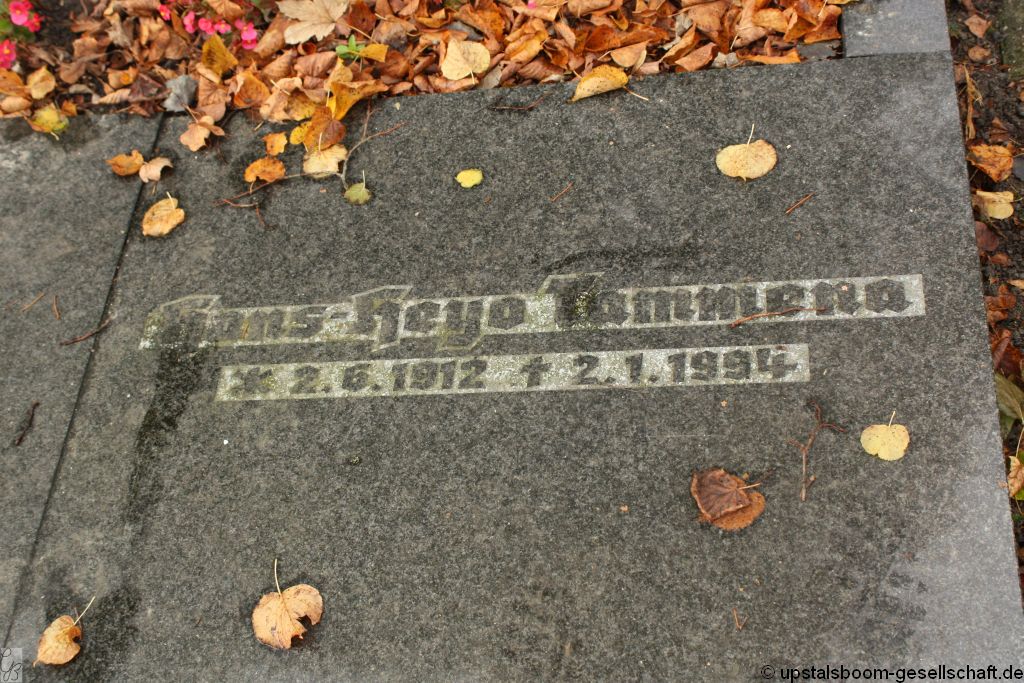 Hans-Heyo Tammena
* 2.6.1912 † 2.1.1994
© upstalsboom-gesellschaft.de